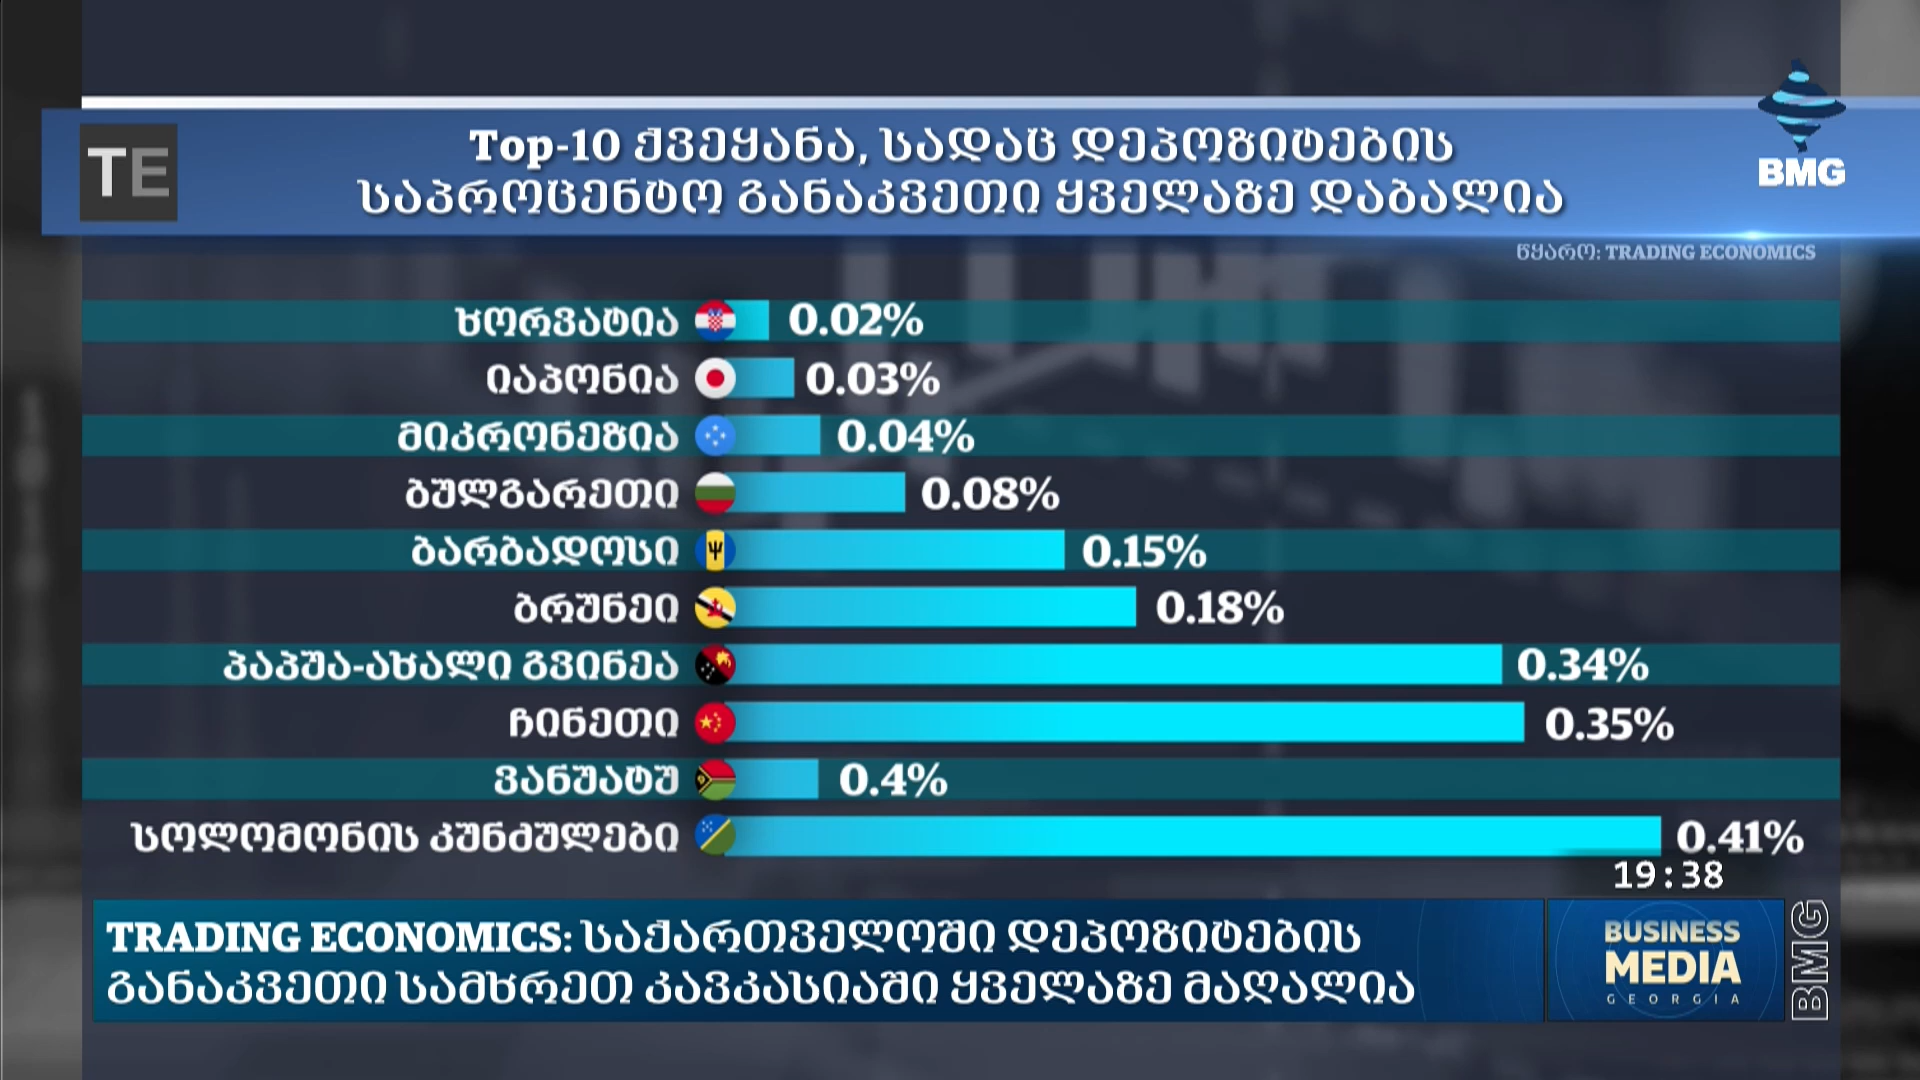 TE
Top-10 ქვეყანა, სადაც დეპოზიტების
საპროცენტო განაკვეთი ყველაზე დაბალია
BMG
წყარო: TRADING ECONOMICS
ხორვატია 0.02%
იაპონია 0.03%
მიკრონეზია 0.04%
ბულგარეთი 0.08%
ბარბადოსი 0.15%
ბრუნეი 0.18%
პაპუა-ახალი გვინეა 0.34%
ჩინეთი 0.35%
ვანუატუ 0.4%
სოლომონის კუნძულები 0.41%
19:38
TRADING ECONOMICS: საქართველოში დეპოზიტების
განაკვეთი სამხრეთ კავკასიაში ყველაზე მაღალია
BUSINESS
MEDIA
GEORGIA
BMG